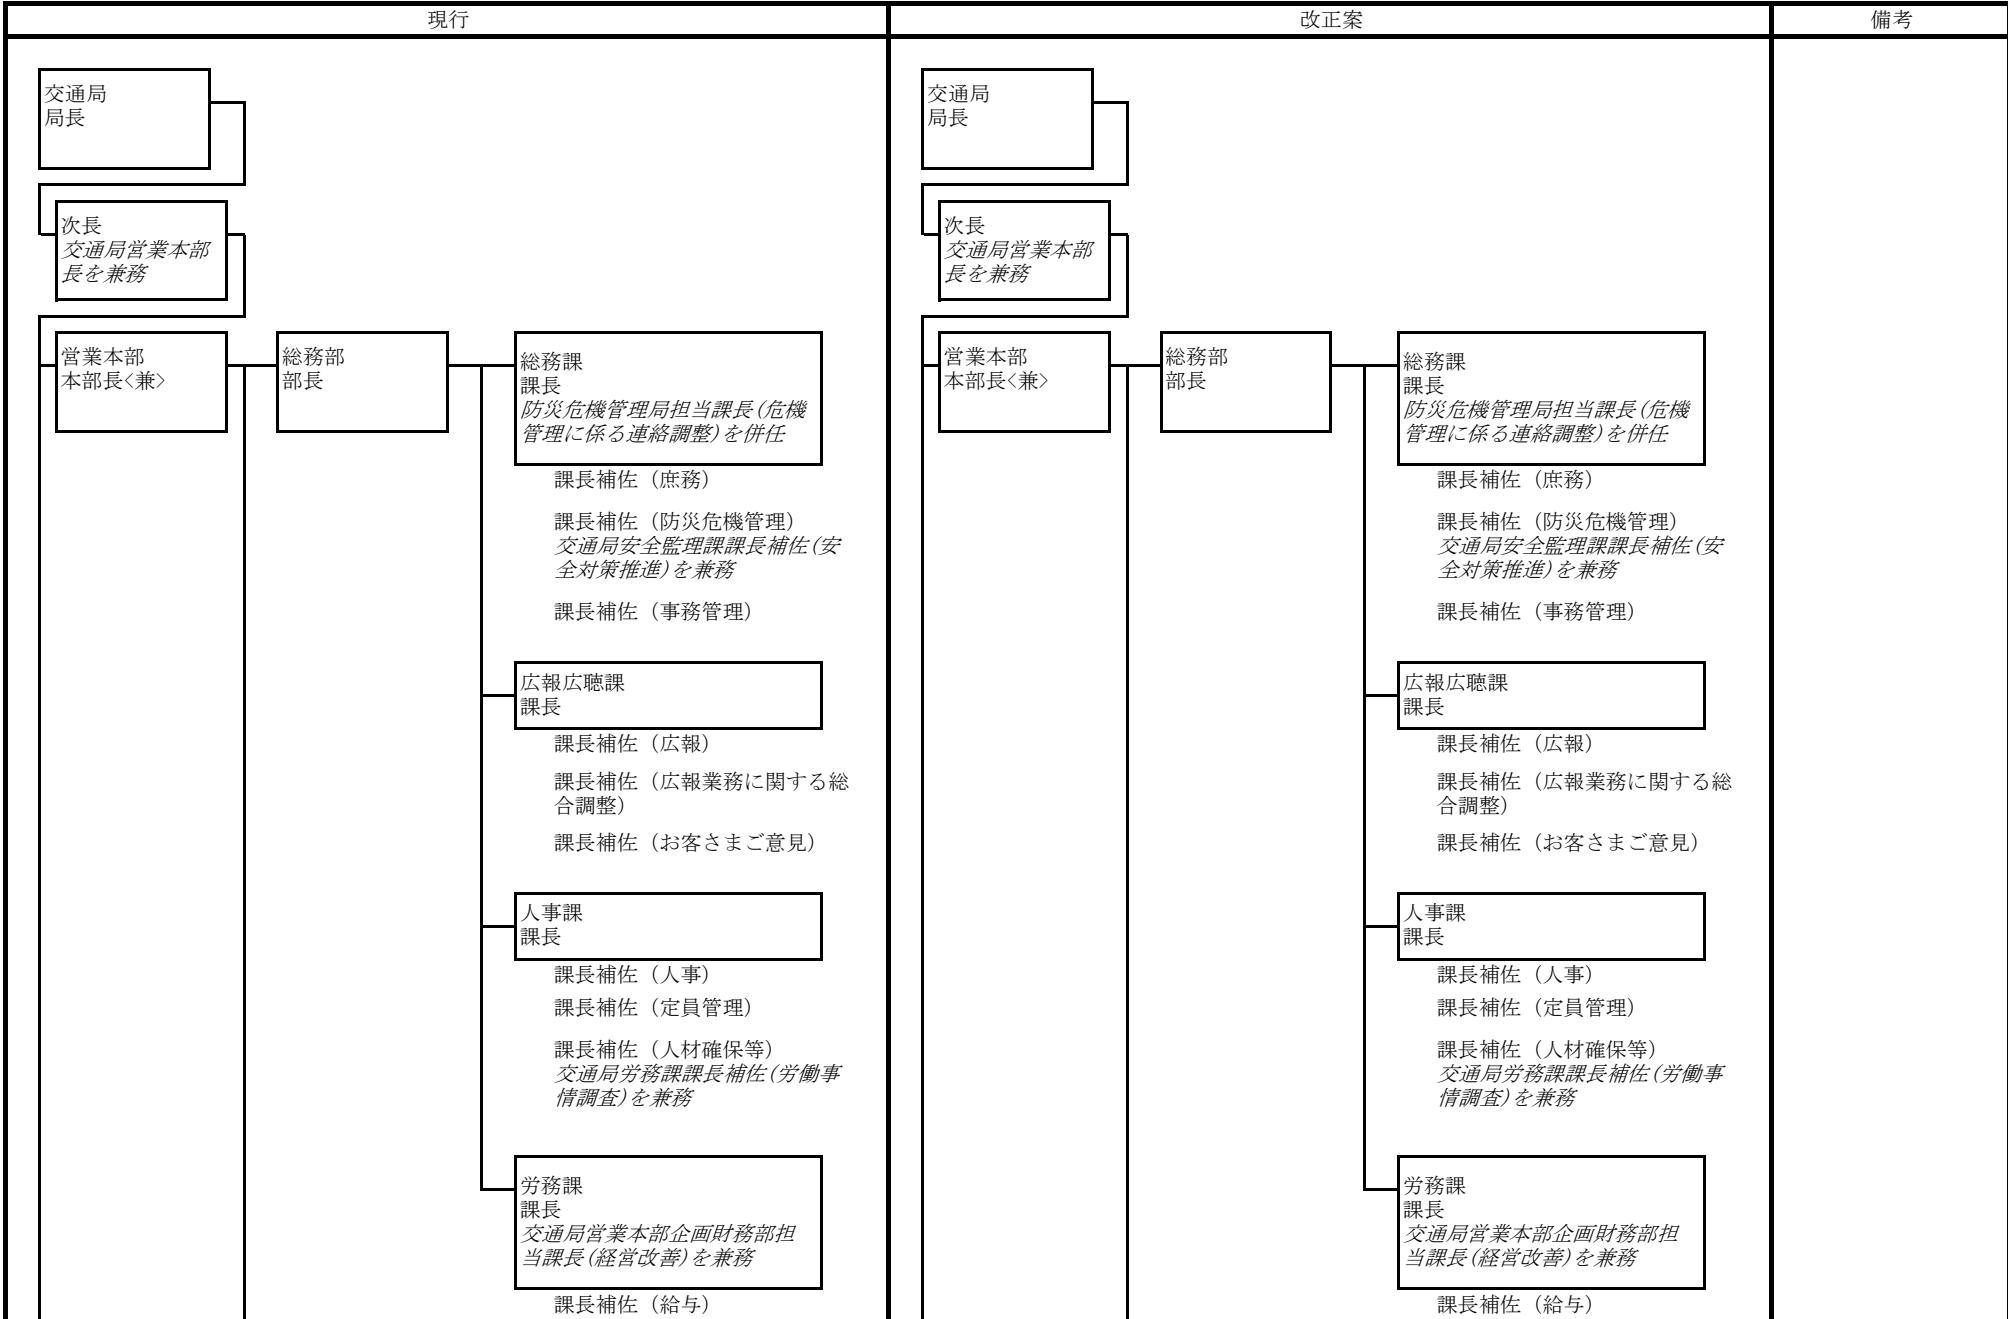 現行
改正案
備考
交通局
局長
次長
交通局営業本部
長を兼務
営業本部
本部長<兼>
総務部
部長
総務課
課長
防災危機管理局担当課長(危機
管理に係る連絡調整)を併任
課長補佐（庶務）
課長補佐（防災危機管理）
交通局安全監理課課長補佐(安
全対策推進)を兼務
課長補佐（事務管理）
広報広聴課
課長
課長補佐（広報）
課長補佐（広報業務に関する総
合調整）
課長補佐（お客さまご意見）
人事課
課長
課長補佐（人事）
課長補佐（定員管理）
課長補佐（人材確保等）
交通局労務課課長補佐(労働事
情調査)を兼務
労務課
課長
交通局営業本部企画財務部担
当課長(経営改善)を兼務
課長補佐（給与）
交通局
局長
次長
交通局営業本部
長を兼務
営業本部
本部長<兼>
総務部
部長
総務課
課長
防災危機管理局担当課長(危機
管理に係る連絡調整)を併任
課長補佐（庶務）
課長補佐（防災危機管理）
交通局安全監理課課長補佐(安
全対策推進)を兼務
課長補佐（事務管理）
広報広聴課
課長
課長補佐（広報）
課長補佐（広報業務に関する総
合調整）
課長補佐（お客さまご意見）
人事課
課長
課長補佐（人事）
課長補佐（定員管理）
課長補佐（人材確保等）
交通局労務課課長補佐(労働事
情調査)を兼務
労務課
課長
交通局営業本部企画財務部担
当課長(経営改善)を兼務
課長補佐（給与）